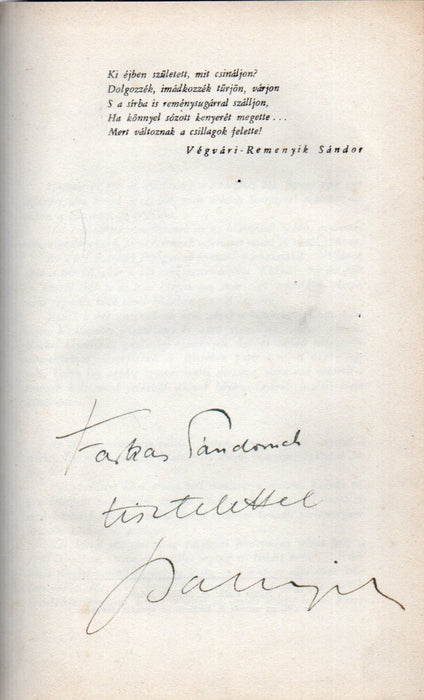 Ki éjben született, mit csináljon?
Dolgozzék, imádkozzék tűrjön, várjon
S a sírba is reménysugárral szálljon,
Ha könnyel sózott kenyerét megette ...
Mert változnak a csillagok felette!
Végvári-Remenyik Sándor
Farkas Sándornak
tisztelettel